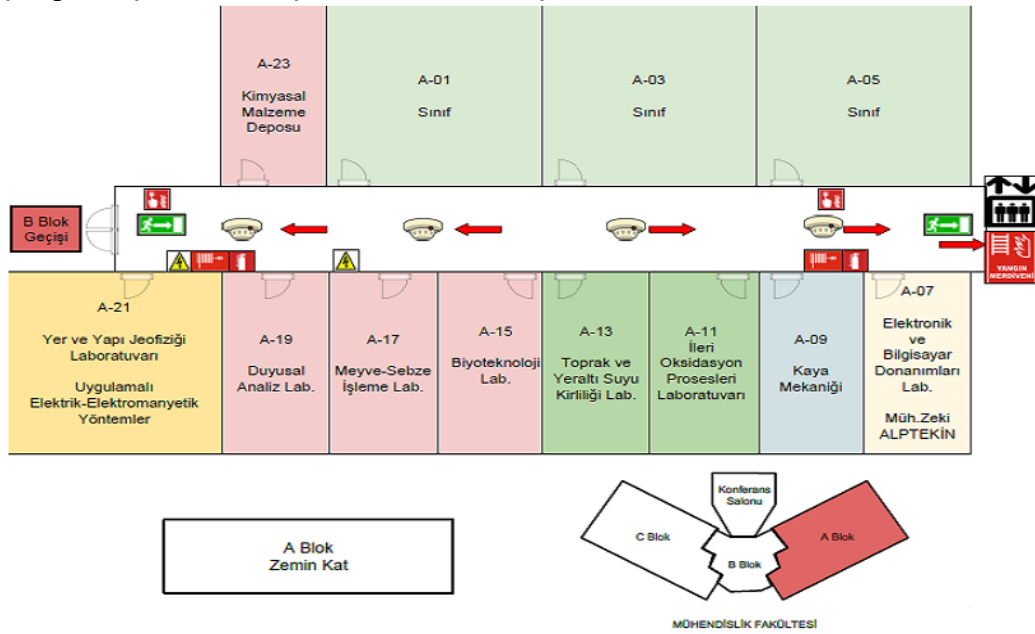 A-23
Kimyasal
Malzeme
Deposu
A-01
Sınıf
A-03
Sınıf
A-05
Sınıf
B Blok
Geçişi
YANGIN
MERDİVENİ
A-21
Yer ve Yapı Jeofiziği
Laboratuvarı
Uygulamalı
Elektrik-Elektromanyetik
Yöntemler
A-19
Duyusal
Analiz Lab.
A-17
Meyve-Sebze
İşleme Lab.
A-15
Biyoteknoloji
Lab.
A-13
Toprak ve
Yeraltı Suyu
Kirliliği Lab.
A-11
İleri
Oksidasyon
Prosesleri
Laboratuvarı
A-09
Kaya
Mekaniği
A-07
Elektronik
ve
Bilgisayar
Donanımları
Lab.
Müh.Zeki
ALPTEKİN
A Blok
Zemin Kat
Konferans
Salonu
C Blok
B Blok
A Blok
MÜHENDİSLİK FAKÜLTESİ